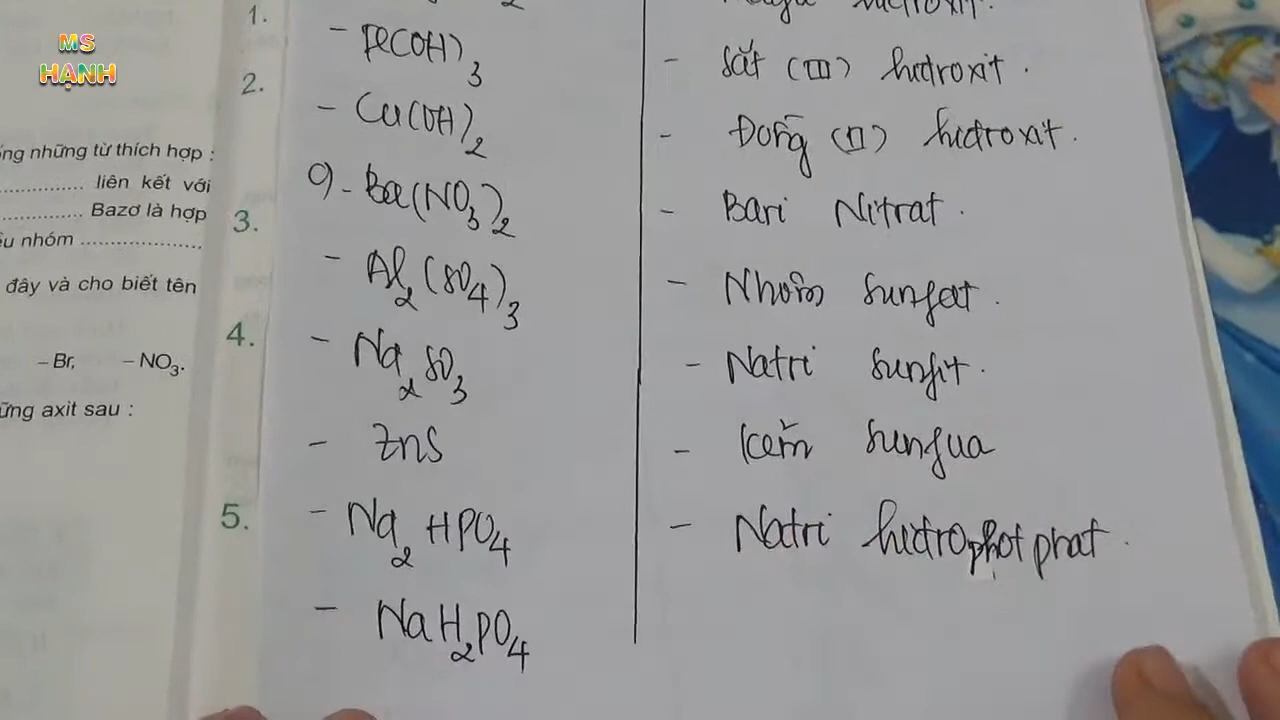 MS
HẠNH
1.
2.
ống những từ thích hợp :
liên kết với
Bazơ là hợp
3.
nhóm
đây và cho biết tên
4.
– Br, – NO3.
ững axit sau :
5.
- Fe(OH)3
- Sắt (III) hidroxit.
- Cu(OH)2
- Đồng (II) hidroxit.
c) - Ba(NO3)2
- Bari Nitrat.
- Al2(SO4)3
- Nhôm sunfat.
- Na2SO3
- Natri sunfit.
- ZnS
- Kẽm sunfua
- Na2HPO4
- Natri hidrophotphat.
- NaH2PO4